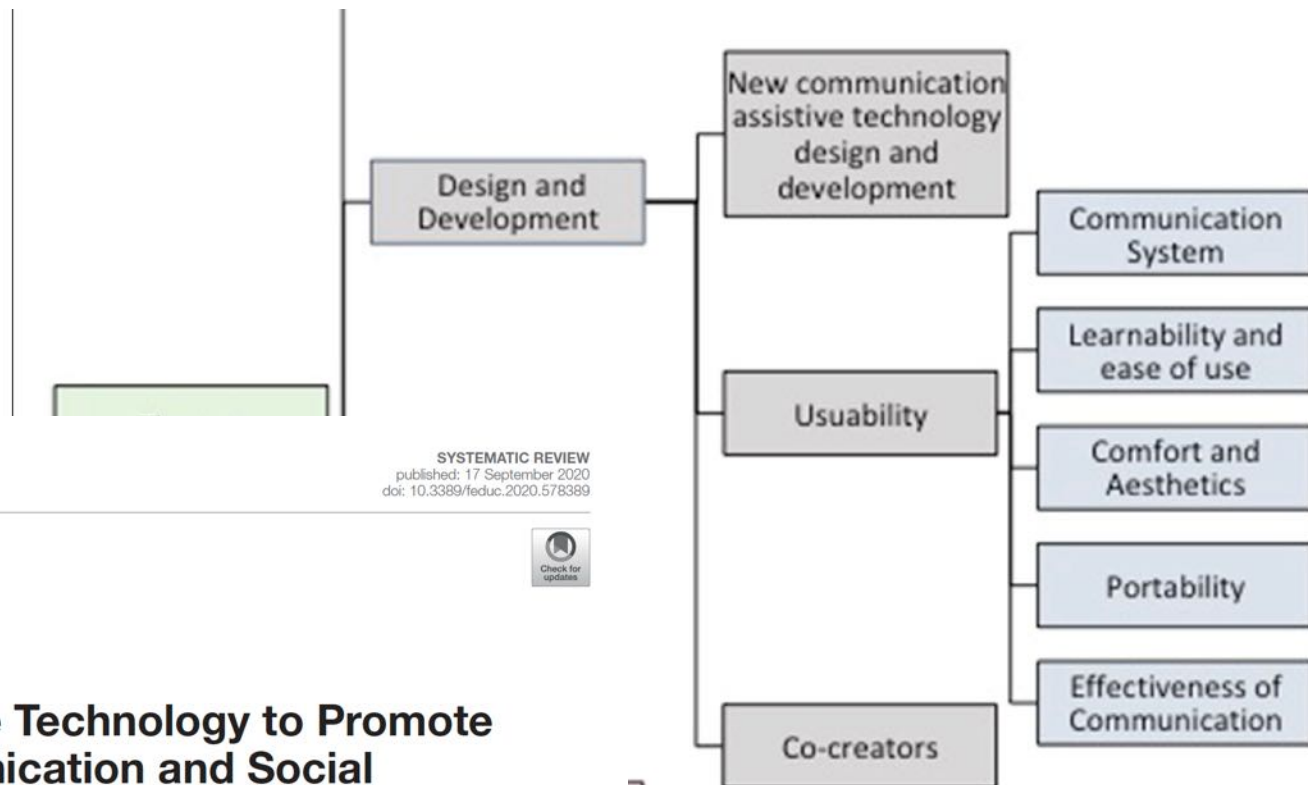 New communication
assistive technology
design and
development
Design and
Development
Communication
System
Learnability and
ease of use
Usuability
Comfort and
Aesthetics
Portability
Effectiveness of
Communication
Co-creators
SYSTEMATIC REVIEW
published: 17 September 2020
doi: 10.3389/feduc.2020.578389
Check for
updates
Technology to Promote
ication and Social